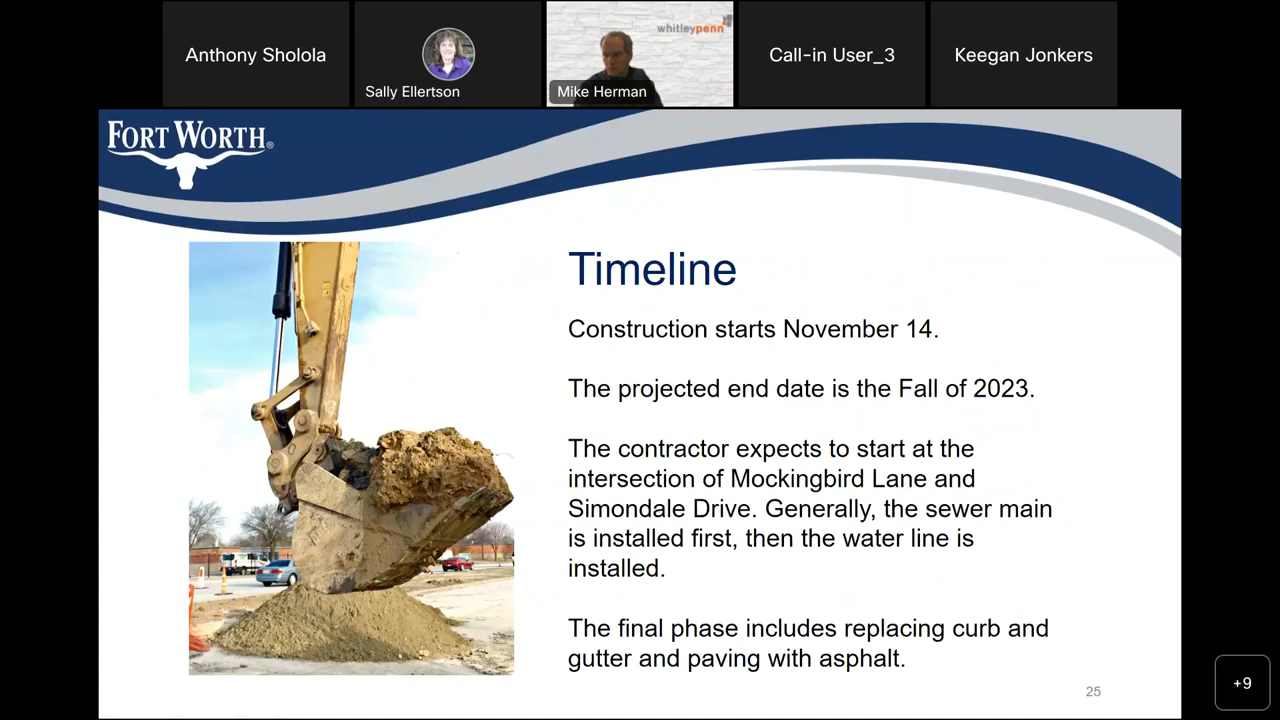 Anthony Sholola
Sally Ellertson
whitleypenn
Mike Herman
Call-in User_3
Keegan Jonkers
FORT WORTH®
Timeline
Construction starts November 14.
The projected end date is the Fall of 2023.
The contractor expects to start at the
intersection of Mockingbird Lane and
Simondale Drive. Generally, the sewer main
is installed first, then the water line is
installed.
The final phase includes replacing curb and
gutter and paving with asphalt.
25
+9